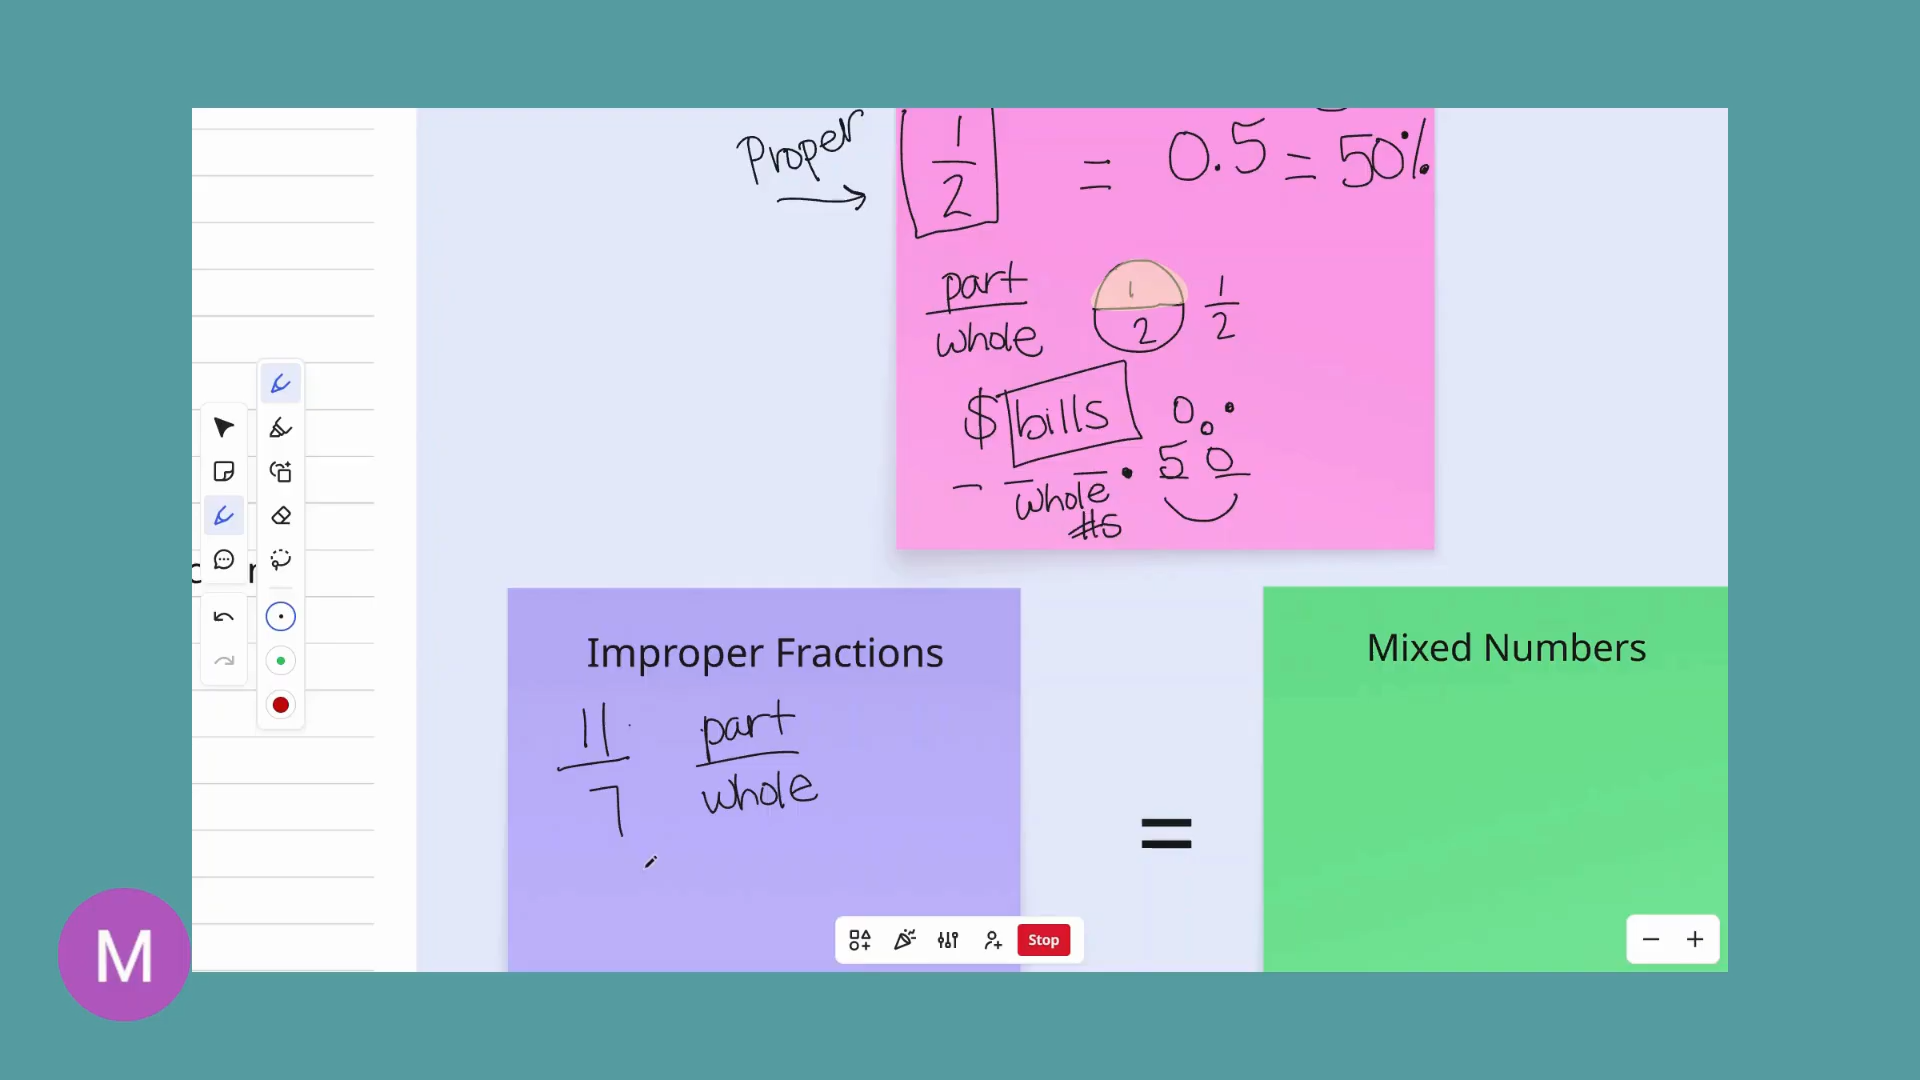 Proper
1
2
= 0.5 = 50%
part
whole
1
2
1
2
$ bills
0.
. 5 0
whole
#s
Improper Fractions
11
7
part
whole
=
Mixed Numbers
Stop
M